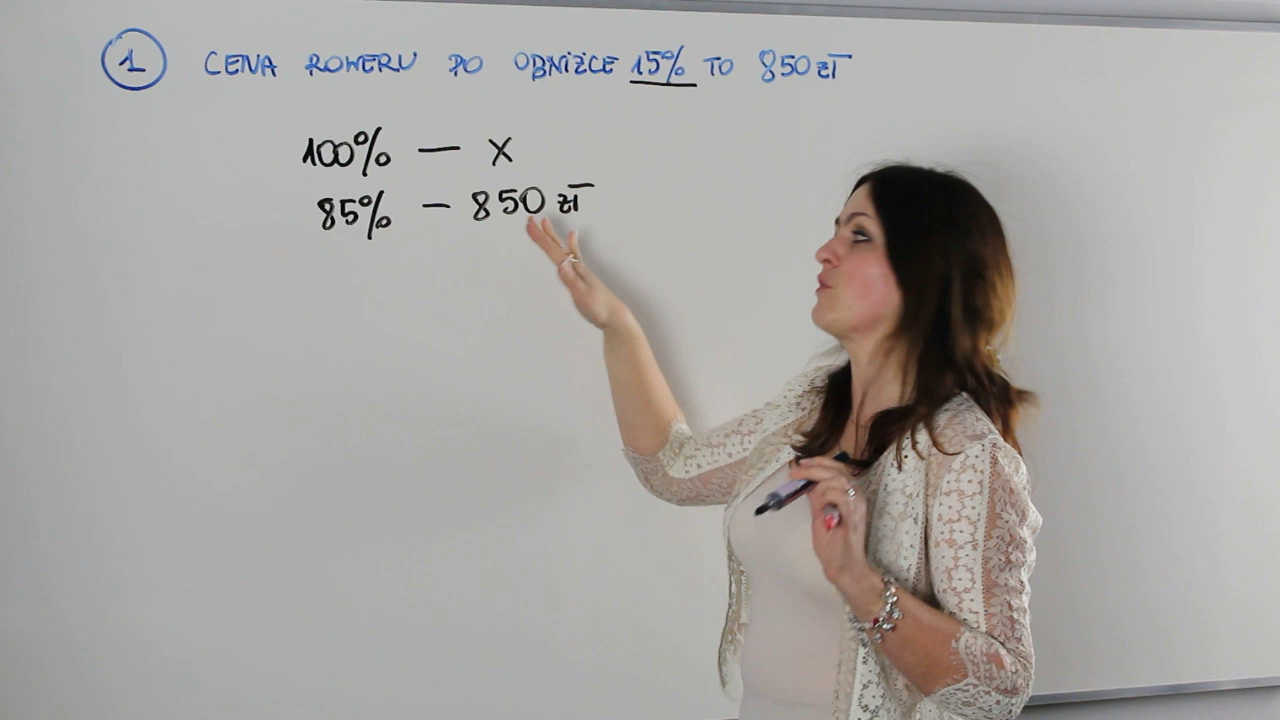 1 CENA ROWERU PO OBNIŻCE 15% TO 850 zł
100% — X
85% — 850 zł